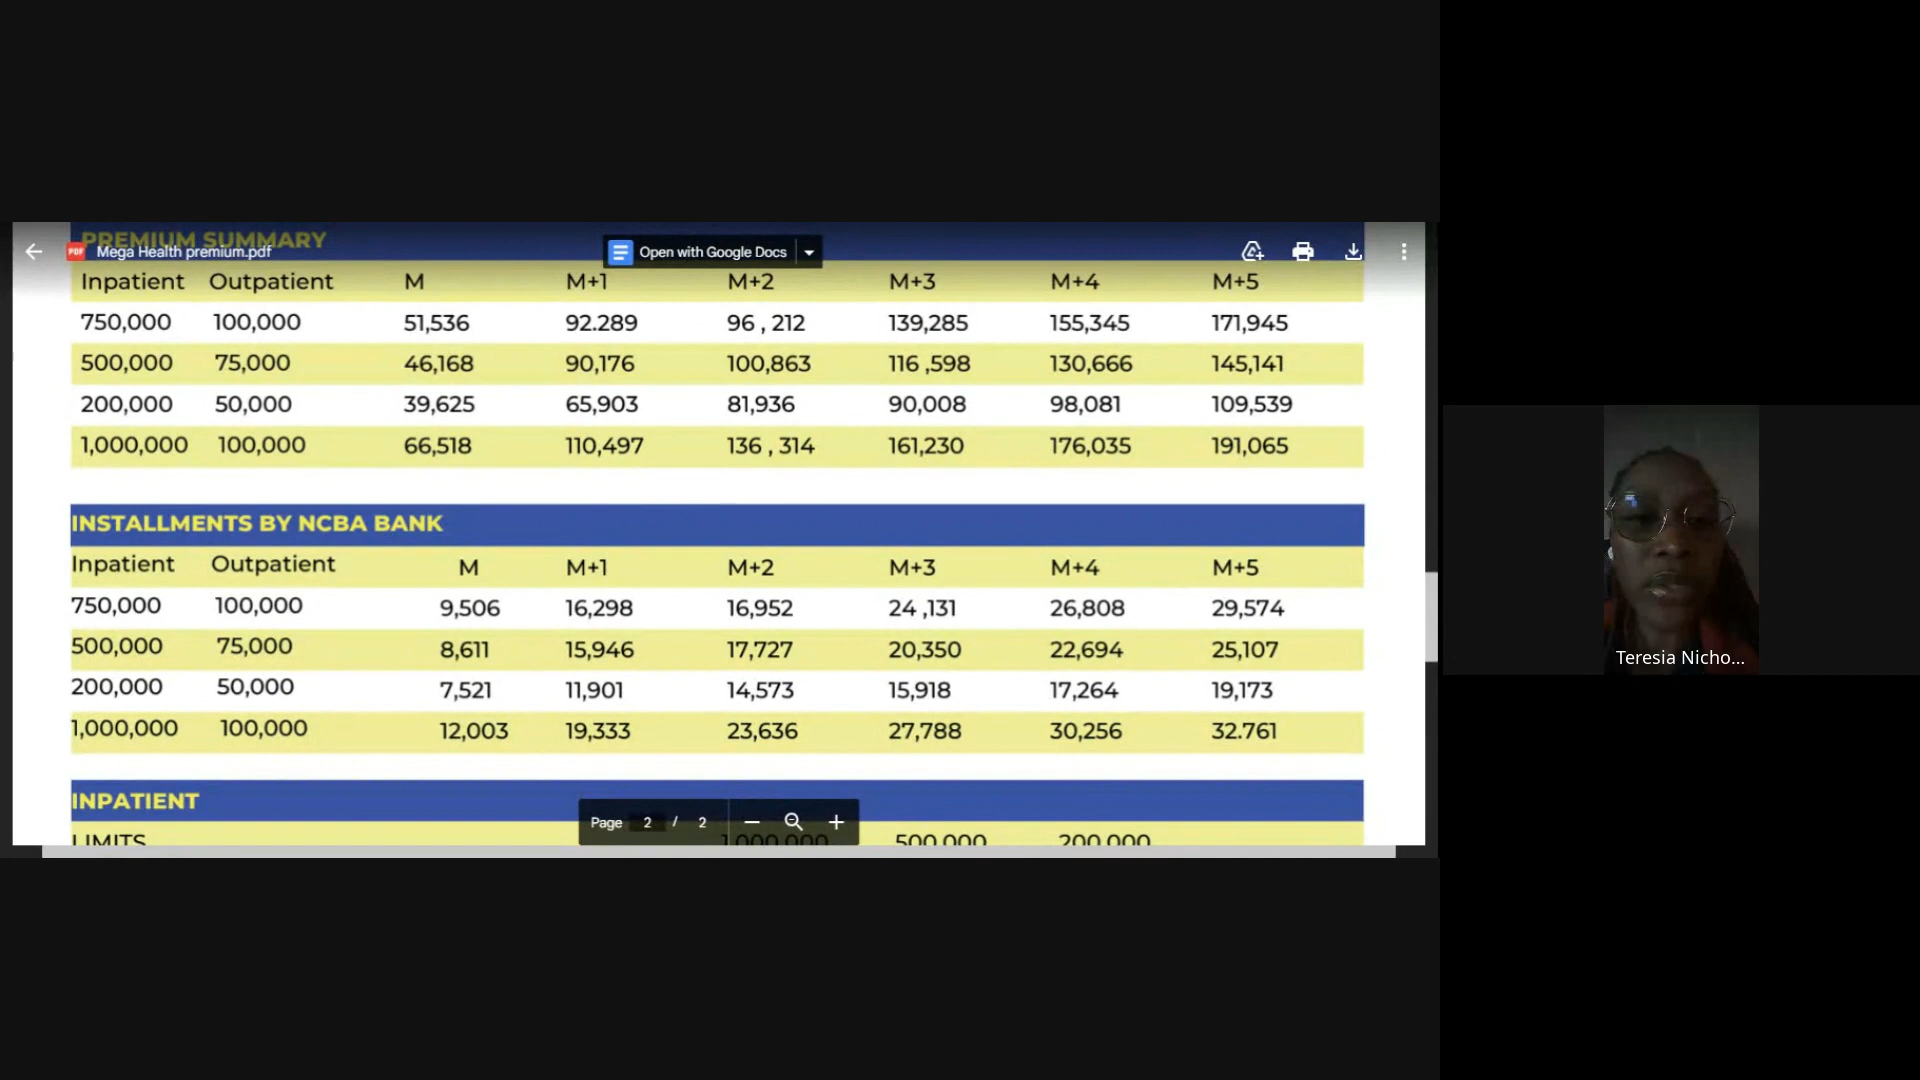 PREMIUM SUMMARY
Mega Health premium.pdf
Open with Google Docs
Inpatient Outpatient M M+1 M+2 M+3 M+4 M+5
750,000 100,000 51,536 92.289 96 , 212 139,285 155,345 171,945
500,000 75,000 46,168 90,176 100,863 116 ,598 130,666 145,141
200,000 50,000 39,625 65,903 81,936 90,008 98,081 109,539
1,000,000 100,000 66,518 110,497 136 , 314 161,230 176,035 191,065
INSTALLMENTS BY NCBA BANK
Inpatient Outpatient M M+1 M+2 M+3 M+4 M+5
750,000 100,000 9,506 16,298 16,952 24 ,131 26,808 29,574
500,000 75,000 8,611 15,946 17,727 20,350 22,694 25,107
200,000 50,000 7,521 11,901 14,573 15,918 17,264 19,173
1,000,000 100,000 12,003 19,333 23,636 27,788 30,256 32.761
INPATIENT
LIMITS 1,000,000 500,000 200,000
Page 2 / 2
Teresia Nicho...